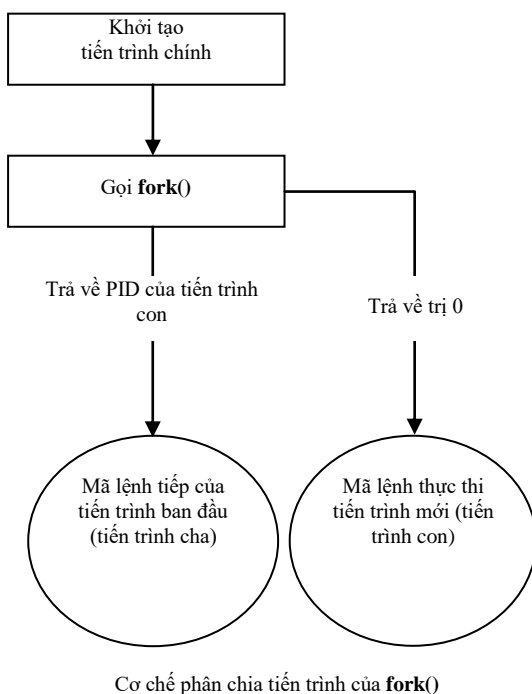 Khởi tạo
tiến trình chính
Gọi fork()
Trả về PID của tiến trình
con
Trả về trị 0
Mã lệnh tiếp của
tiến trình ban đầu
(tiến trình cha)
Mã lệnh thực thi
tiến trình mới (tiến
trình con)
Cơ chế phân chia tiến trình của fork()